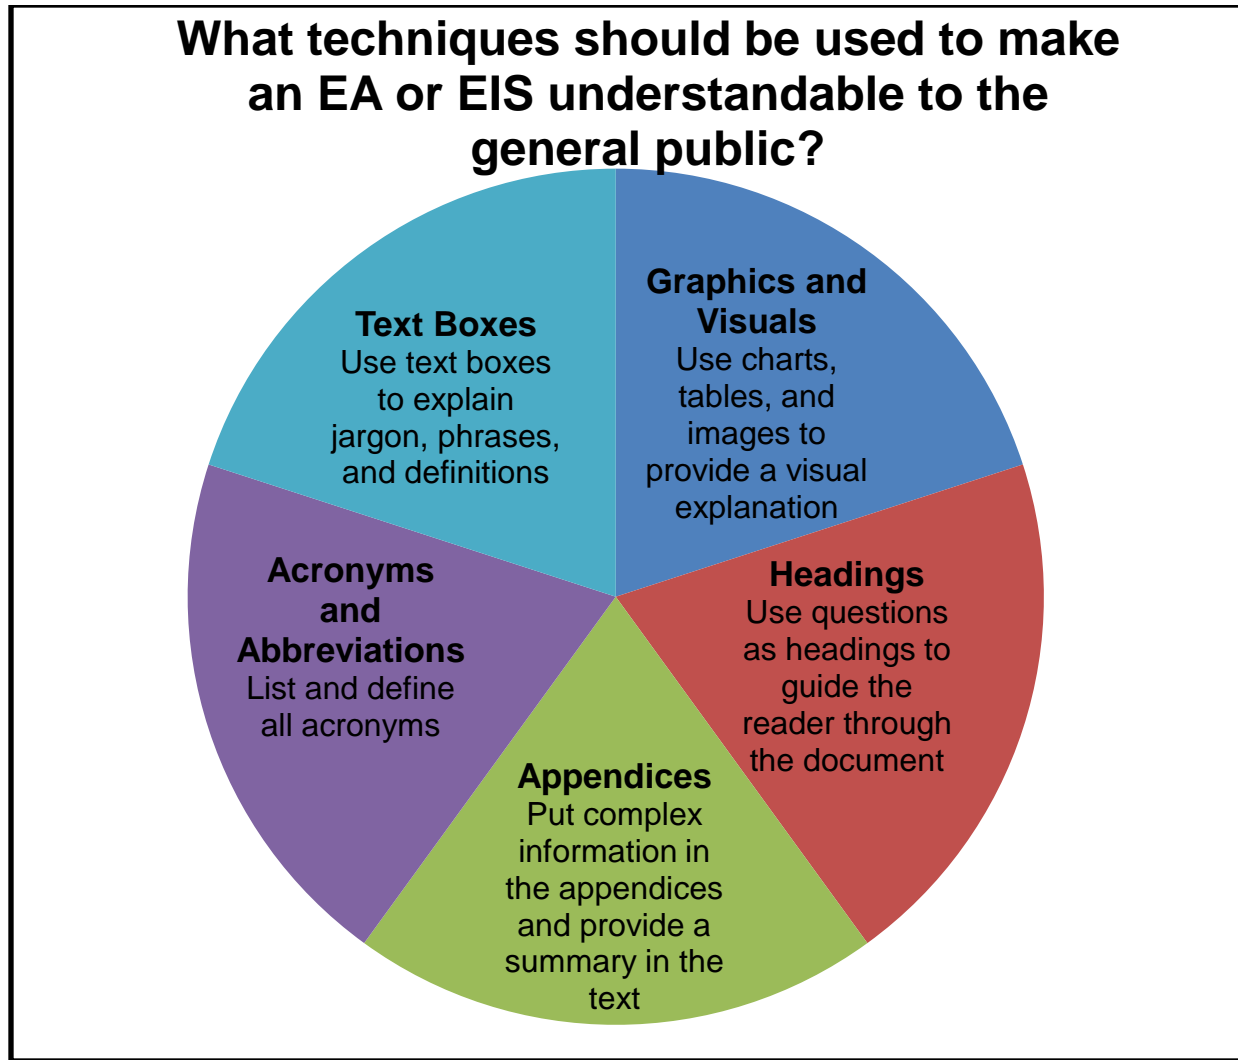 What techniques should be used to make
an EA or EIS understandable to the
general public?
Graphics and
Visuals
Use charts,
tables, and
images to
provide a visual
explanation
Headings
Use questions
as headings to
guide the
reader through
the document
Appendices
Put complex
information in
the appendices
and provide a
summary in the
text
Acronyms
and
Abbreviations
List and define
all acronyms
Text Boxes
Use text boxes
to explain
jargon, phrases,
and definitions